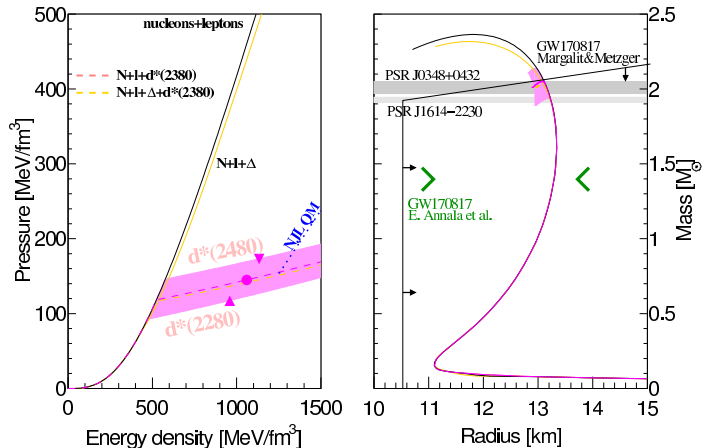 nucleons+leptons
N+l+d*(2380)
N+l+Δ+d*(2380)
N+l+Δ
NJL QM
d*(2480)
d*(2280)
500
400
300
200
100
0
0 500 1000 1500
Pressure [MeV/fm³]
Energy density [MeV/fm³]
GW170817
Margalit&Metzger
PSR J0348+0432
PSR J1614−2230
GW170817
E. Annala et al.
2.5
2
1.5
1
0.5
0
10 11 12 13 14 15
Mass [M☉]
Radius [km]